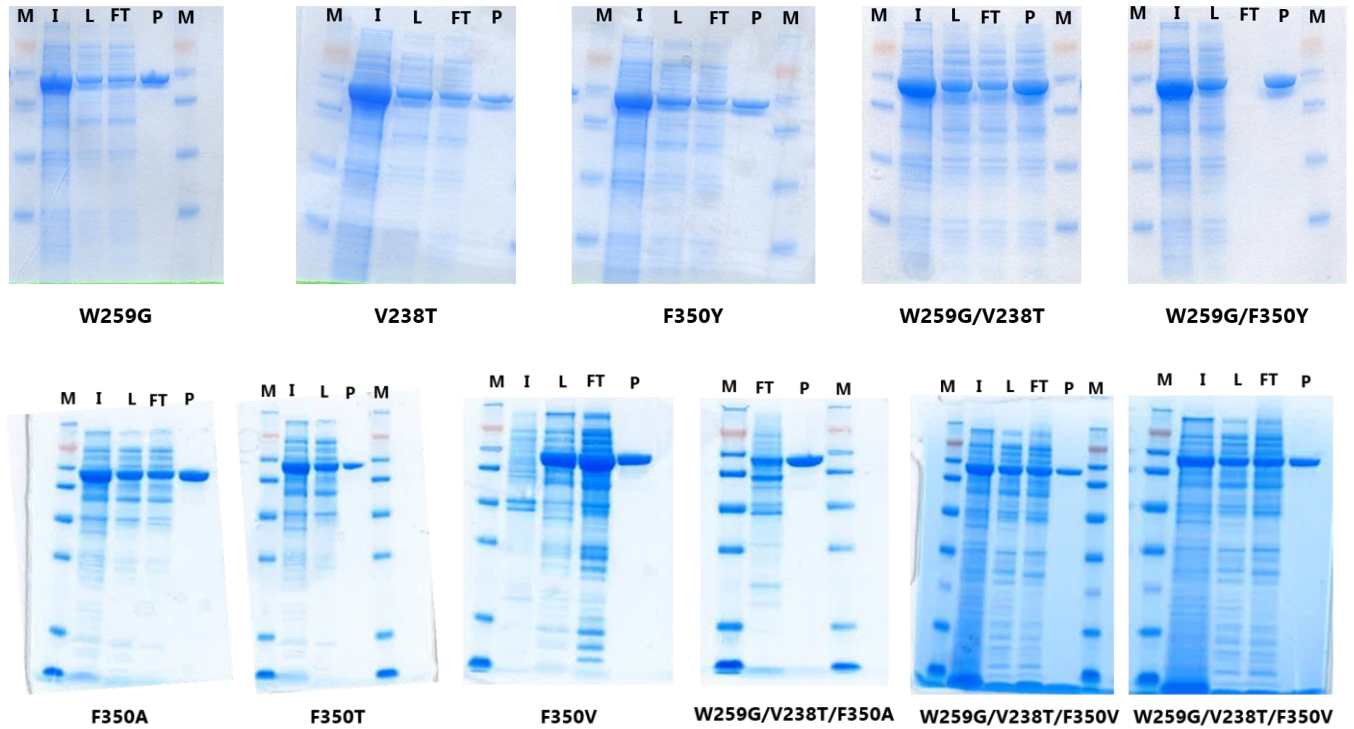 M I L FT P M
M I L FT P
M I L FT P M
M I L FT P M
M I L FT P M
W259G
V238T
F350Y
W259G/V238T
W259G/F350Y
M I L FT P
M I L P M
M I L FT P
M FT P M
M I L FT P M
M I L FT P
F350A
F350T
F350V
W259G/V238T/F350A
W259G/V238T/F350V
W259G/V238T/F350V